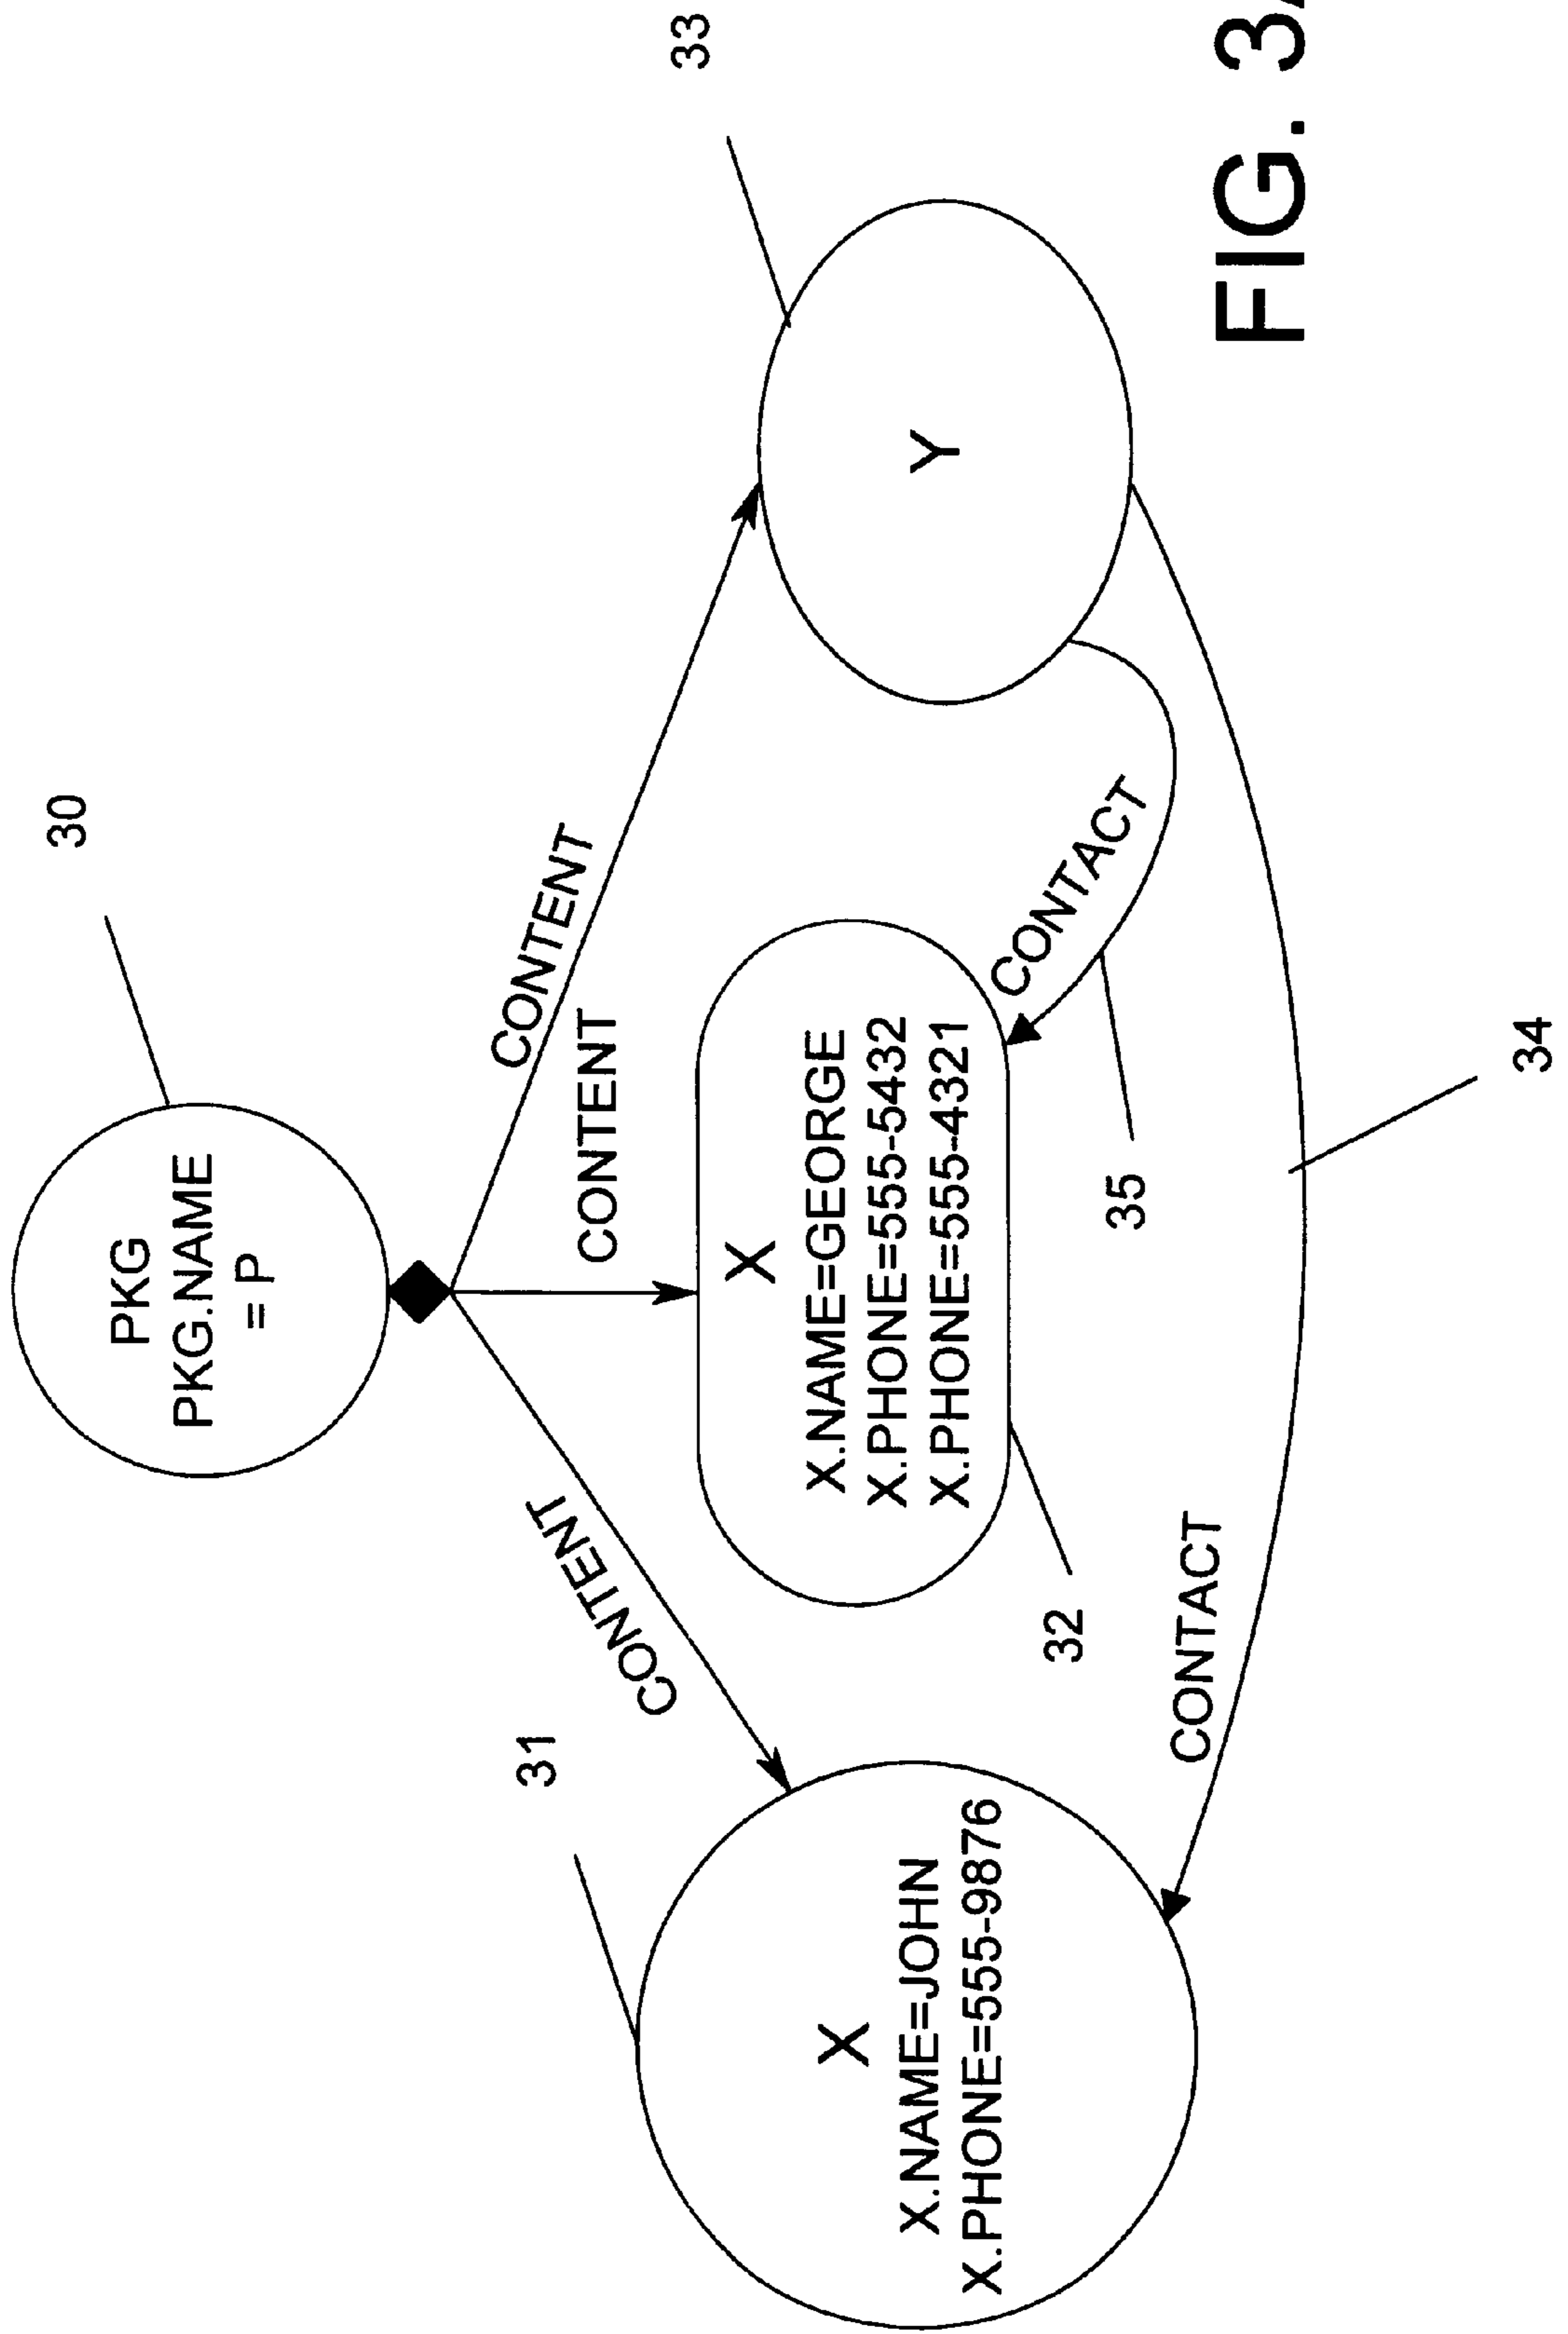 30
PKG
PKG.NAME
= P
CONTENT
CONTENT
CONTENT
31
33
X
X.NAME=JOHN
X.PHONE=555-9876
X
X.NAME=GEORGE
X.PHONE=555-5432
X.PHONE=555-4321
Y
32
35
CONTACT
CONTACT
34
FIG. 3